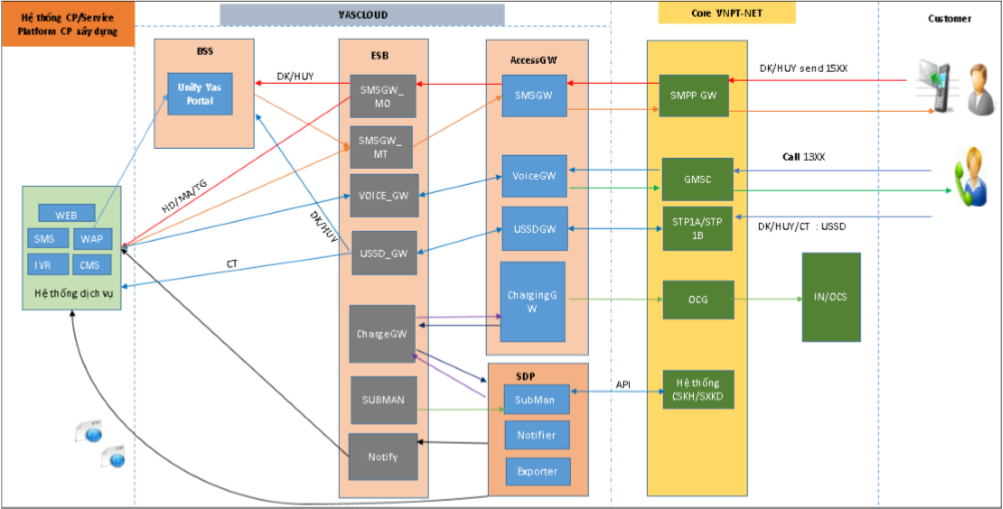 Hệ thống CP/Service
Platform CP xây dựng
VASCLOUD
Core VNPT-NET
Customer
BSS
Unify Vas
Portal
ESB
SMSGW_
MO
SMSGW_
MT
VOICE_GW
USSD_GW
ChargeGW
SUBMAN
Notify
AccessGW
SMSGW
VoiceGW
USSDGW
ChargingG
W
SDP
SubMan
Notifier
Exporter
SMPP GW
GMSC
STP1A/STP
1B
OCG
Hệ thống
CSKH/SXKD
IN/OCS
WEB
SMS
WAP
IVR
CMS
Hệ thống dịch vụ
DK/HUY
HD/MA/TG
DK/HUY
CT
API
DK/HUY send 15XX
Call 13XX
DK/HUY/CT : USSD